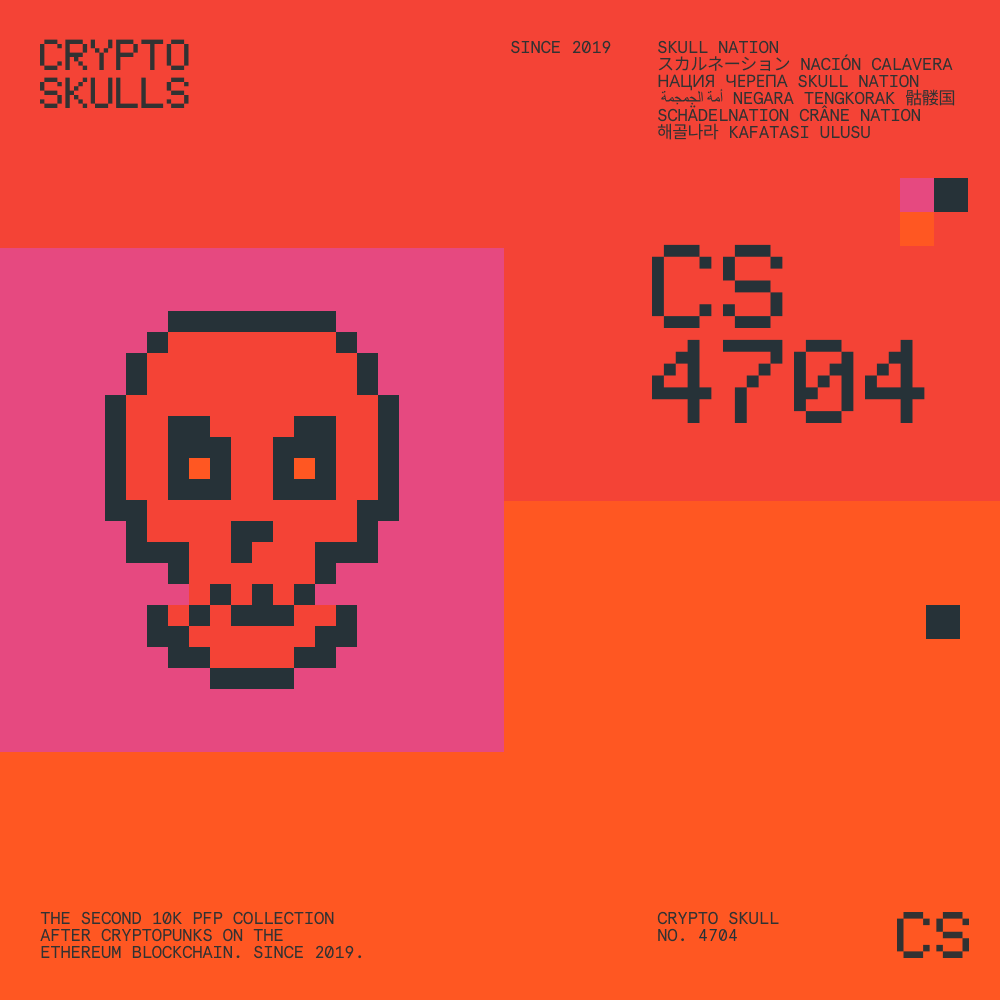 CRYPTO
SKULLS
SINCE 2019
SKULL NATION
スカルネーション NACIÓN CALAVERA
НАЦИЯ ЧЕРЕПА SKULL NATION
أمة الجمجمة NEGARA TENGKORAK 骷髅国
SCHÄDELNATION CRÂNE NATION
해골나라 KAFATASI ULUSU
CS
4704
THE SECOND 10K PFP COLLECTION
AFTER CRYPTOPUNKS ON THE
ETHEREUM BLOCKCHAIN. SINCE 2019.
CRYPTO SKULL
NO. 4704
CS